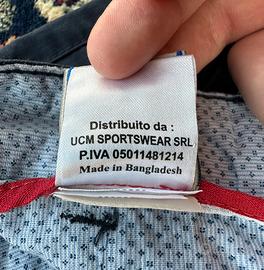 Distribuito da :
UCM SPORTSWEAR SRL
P.IVA 05011481214
Made in Bangladesh